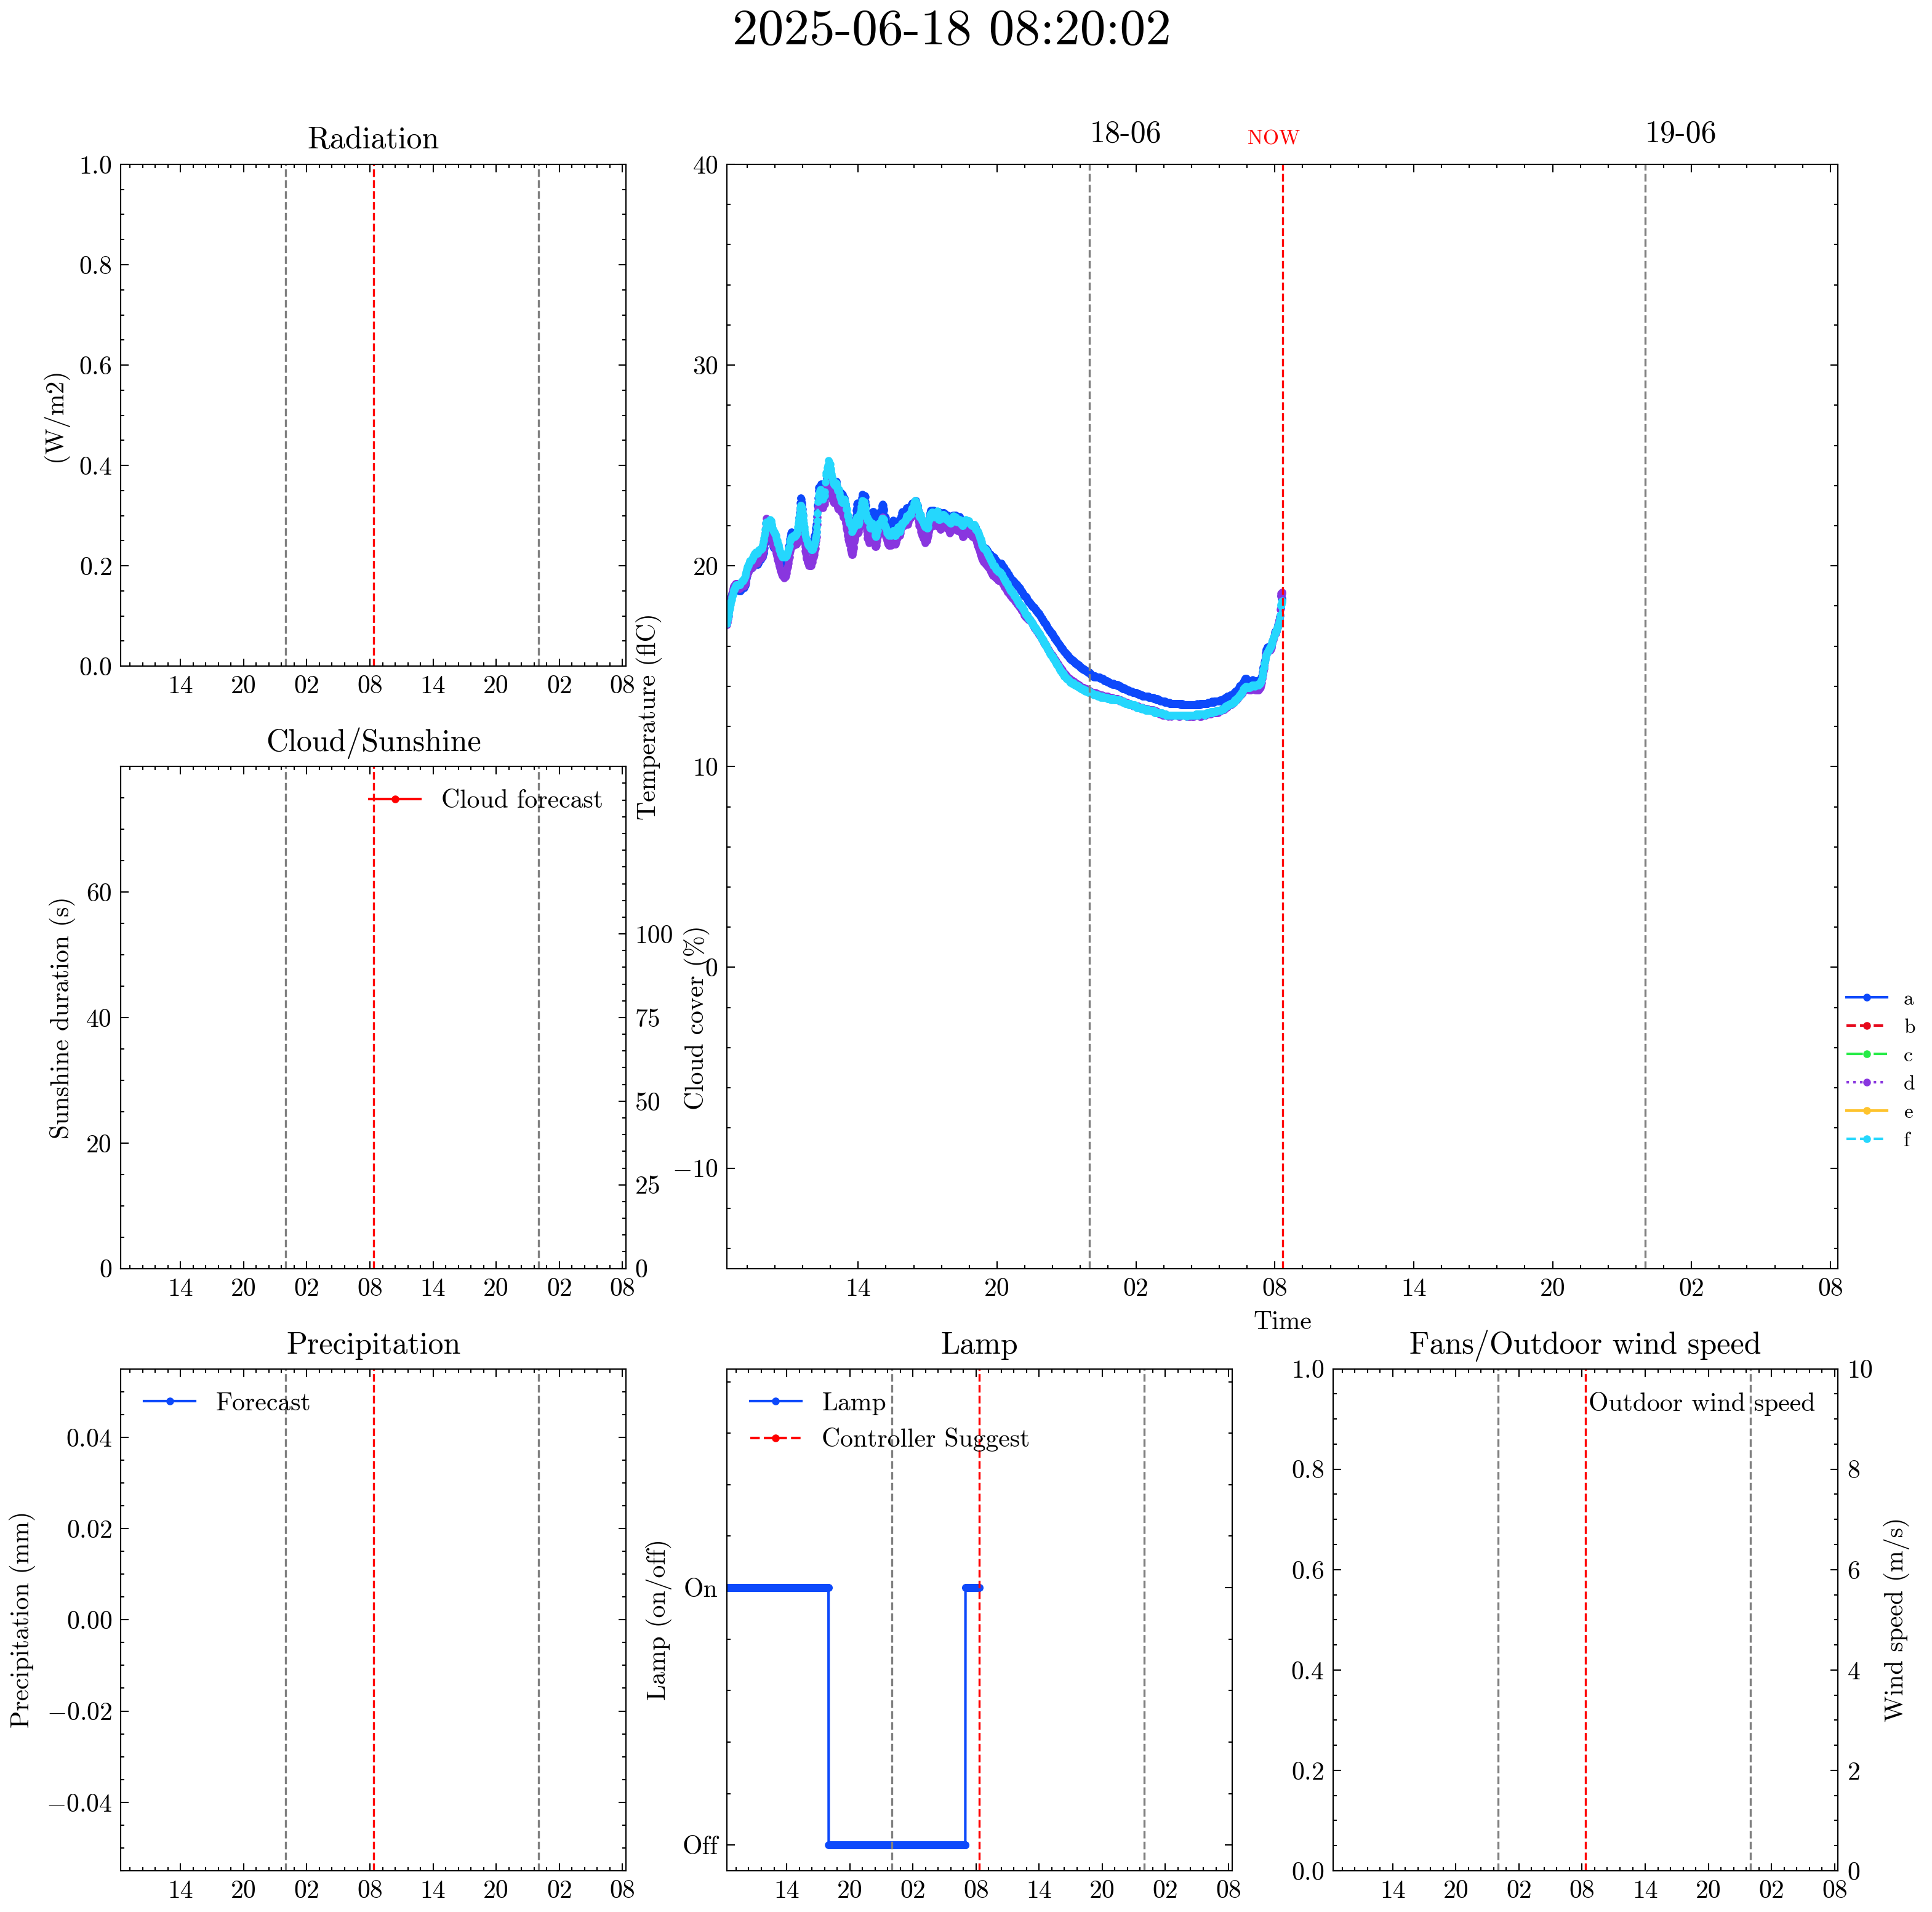 2025-06-18 08:20:02
Radiation
1.0
0.8
0.6
0.4
0.2
0.0
(W/m2)
14 20 02 08 14 20 02 08
18-06
NOW
19-06
40
30
20
10
0
−10
Temperature (flC)
14 20 02 08 14 20 02 08
Time
a
b
c
d
e
f
Cloud/Sunshine
Cloud forecast
60
40
20
0
Sunshine duration (s)
100
75
50
25
0
Cloud cover (%)
14 20 02 08 14 20 02 08
Precipitation
Forecast
0.04
0.02
0.00
−0.02
−0.04
Precipitation (mm)
14 20 02 08 14 20 02 08
Lamp
Lamp
Controller Suggest
On
Off
Lamp (on/off)
14 20 02 08 14 20 02 08
Fans/Outdoor wind speed
Outdoor wind speed
1.0
0.8
0.6
0.4
0.2
0.0
10
8
6
4
2
0
Wind speed (m/s)
14 20 02 08 14 20 02 08